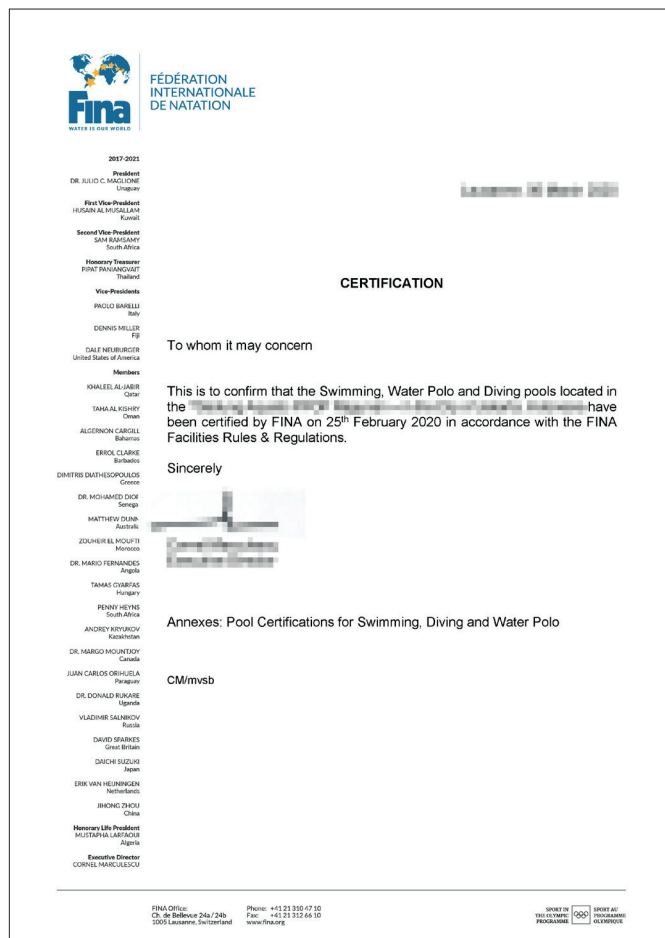 Fina
WATER IS OUR WORLD
FÉDÉRATION
INTERNATIONALE
DE NATATION
2017-2021
President
DR. JULIO C. MAGLIONE
Uruguay
First Vice-President
HUSAIN AL MUSALLAM
Kuwait
Second Vice-President
SAM RAMSAMY
South Africa
Honorary Treasurer
PIPAT PANIANGVAIT
Thailand
Vice-Presidents
PAOLO BARELLI
Italy
DENNIS MILLER
Fiji
DALE NEUBURGER
United States of America
Members
KHALEEL AL-JABIR
Qatar
TAHA AL KISHRY
Oman
ALGERNON CARGILL
Bahamas
ERROL CLARKE
Barbados
DIMITRIS DIATHESOPOULOS
Greece
DR. MOHAMED DIOP
Senega
MATTHEW DUNN
Australia
ZOUHEIR EL MOUFTI
Morocco
DR. MARIO FERNANDES
Angola
TAMAS GYARFAS
Hungary
PENNY HEYNS
South Africa
ANDREY KRYUKOV
Kazakhstan
DR. MARGO MOUNTJOY
Canada
JUAN CARLOS ORIHUELA
Paraguay
DR. DONALD RUKARE
Uganda
VLADIMIR SALNIKOV
Russia
DAVID SPARKES
Great Britain
DAICHI SUZUKI
Japan
ERIK VAN HEIJNINGEN
Netherlands
JIHONG ZHOU
China
Honorary Life President
MUSTAPHA LARFAOUI
Algeria
Executive Director
CORNEL MARCULESCU
CERTIFICATION
To whom it may concern
This is to confirm that the Swimming, Water Polo and Diving pools located in
the have
been certified by FINA on 25th February 2020 in accordance with the FINA
Facilities Rules & Regulations.
Sincerely
Annexes: Pool Certifications for Swimming, Diving and Water Polo
CM/mvsb
FINA Office:
Ch. de Bellevue 24a / 24b
1005 Lausanne, Switzerland
Phone: +41 21 310 47 10
Fax: +41 21 312 66 10
www.fina.org
SPORT IN
THE OLYMPIC
PROGRAMME
SPORT AU
PROGRAMME
OLYMPIQUE